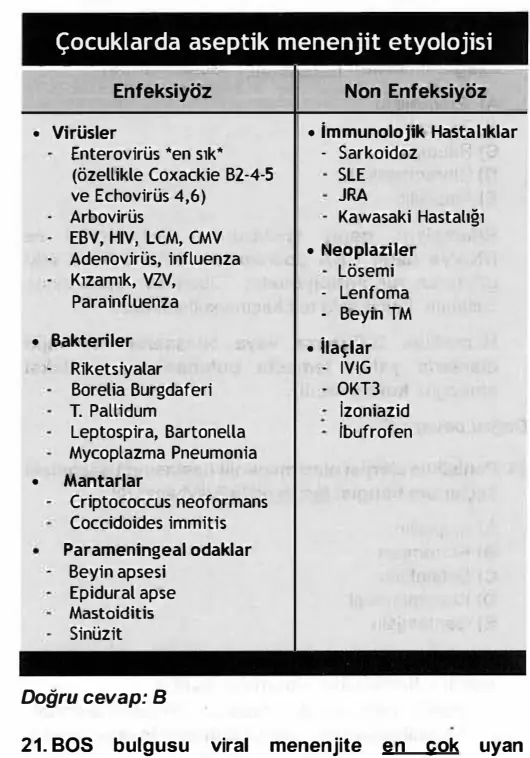 Çocuklarda aseptik menenjit etyolojisi
Enfeksiyöz
Non Enfeksiyöz
• Virüsler
- Enterovirüs *en sık*
(özellikle Coxackie B2-4-5
ve Echovirüs 4,6)
- Arbovirüs
- EBV, HIV, LCM, CMV
- Adenovirüs, influenza
- Kızamık, VZV,
Parainfluenza
• Bakteriler
- Riketsiyalar
- Borelia Burgdaferi
- T. Pallidum
- Leptospira, Bartonella
- Mycoplazma Pneumonia
• Mantarlar
- Criptococcus neoformans
- Coccidoides immitis
• Parameningeal odaklar
- Beyin apsesi
- Epidural apse
- Mastoiditis
- Sinüzit
• İmmunolojik Hastalıklar
- Sarkoidoz
- SLE
- JRA
- Kawasaki Hastalığı
• Neoplaziler
- Lösemi
- Lenfoma
- Beyin TM
• İlaçlar
- IVIG
- OKT3
- İzoniazid
- İbufrofen
Doğru cevap: B
21. BOS bulgusu viral menenjite en çok uyan